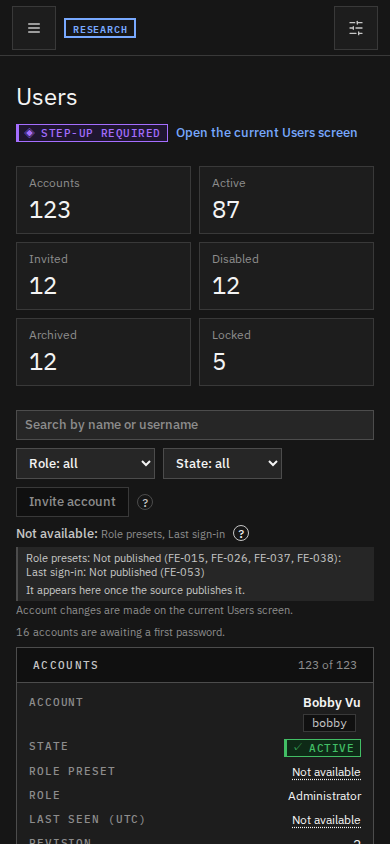 RESEARCH
Users
STEP-UP REQUIRED Open the current Users screen
Accounts Active
123 87
Invited Disabled
12 12
Archived Locked
12 5
Search by name or username
Role: all State: all
Invite account ?
Not available: Role presets, Last sign-in ?
Role presets: Not published (FE-015, FE-026, FE-037, FE-038):
Last sign-in: Not published (FE-053)
It appears here once the source publishes it.
Account changes are made on the current Users screen.
16 accounts are awaiting a first password.
ACCOUNTS 123 of 123
ACCOUNT Bobby Vu
bobby
STATE ✓ ACTIVE
ROLE PRESET Not available
ROLE Administrator
LAST SEEN (UTC) Not available
REVISION